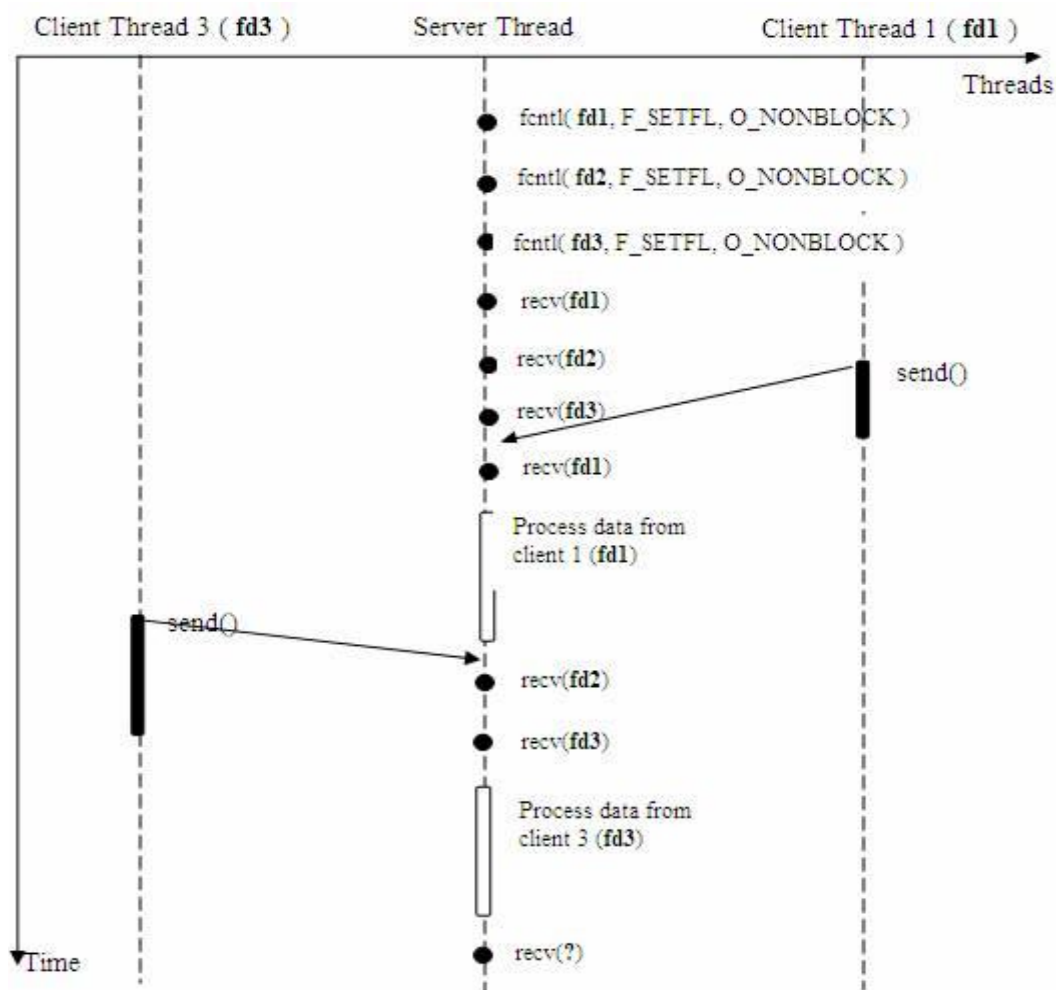 Client Thread 3 ( fd3 )
Server Thread
Client Thread 1 ( fd1 )
Threads
fcntl( fd1, F_SETFL, O_NONBLOCK )
fcntl( fd2, F_SETFL, O_NONBLOCK )
fcntl( fd3, F_SETFL, O_NONBLOCK )
recv(fd1)
recv(fd2)
send()
recv(fd3)
recv(fd1)
Process data from
client 1 (fd1)
send()
recv(fd2)
recv(fd3)
Process data from
client 3 (fd3)
recv(?)
Time